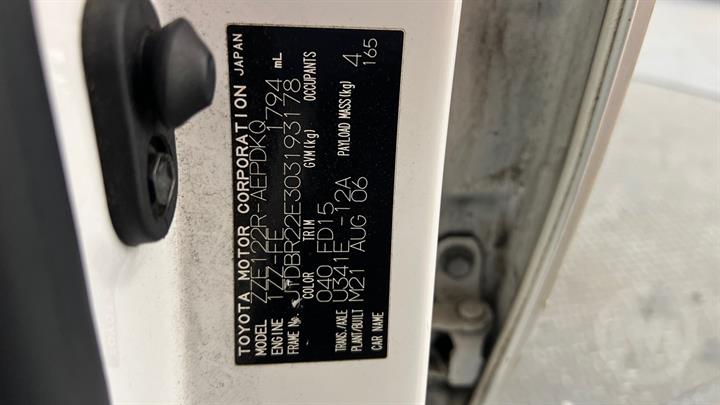 TOYOTA MOTOR CORPORATION JAPAN
MODEL ZZE122R-AEPDKQ
ENGINE 1ZZ-FE 1794 mL
FRAME No. JTDBR22E303193178
COLOR TRIM GVM(kg) OCCUPANTS
040 FD15 4
TRANS./AXLE U341E -12A PAYLOAD MASS(kg) 165
PLANT/BUILT M21 AUG 06
CAR NAME